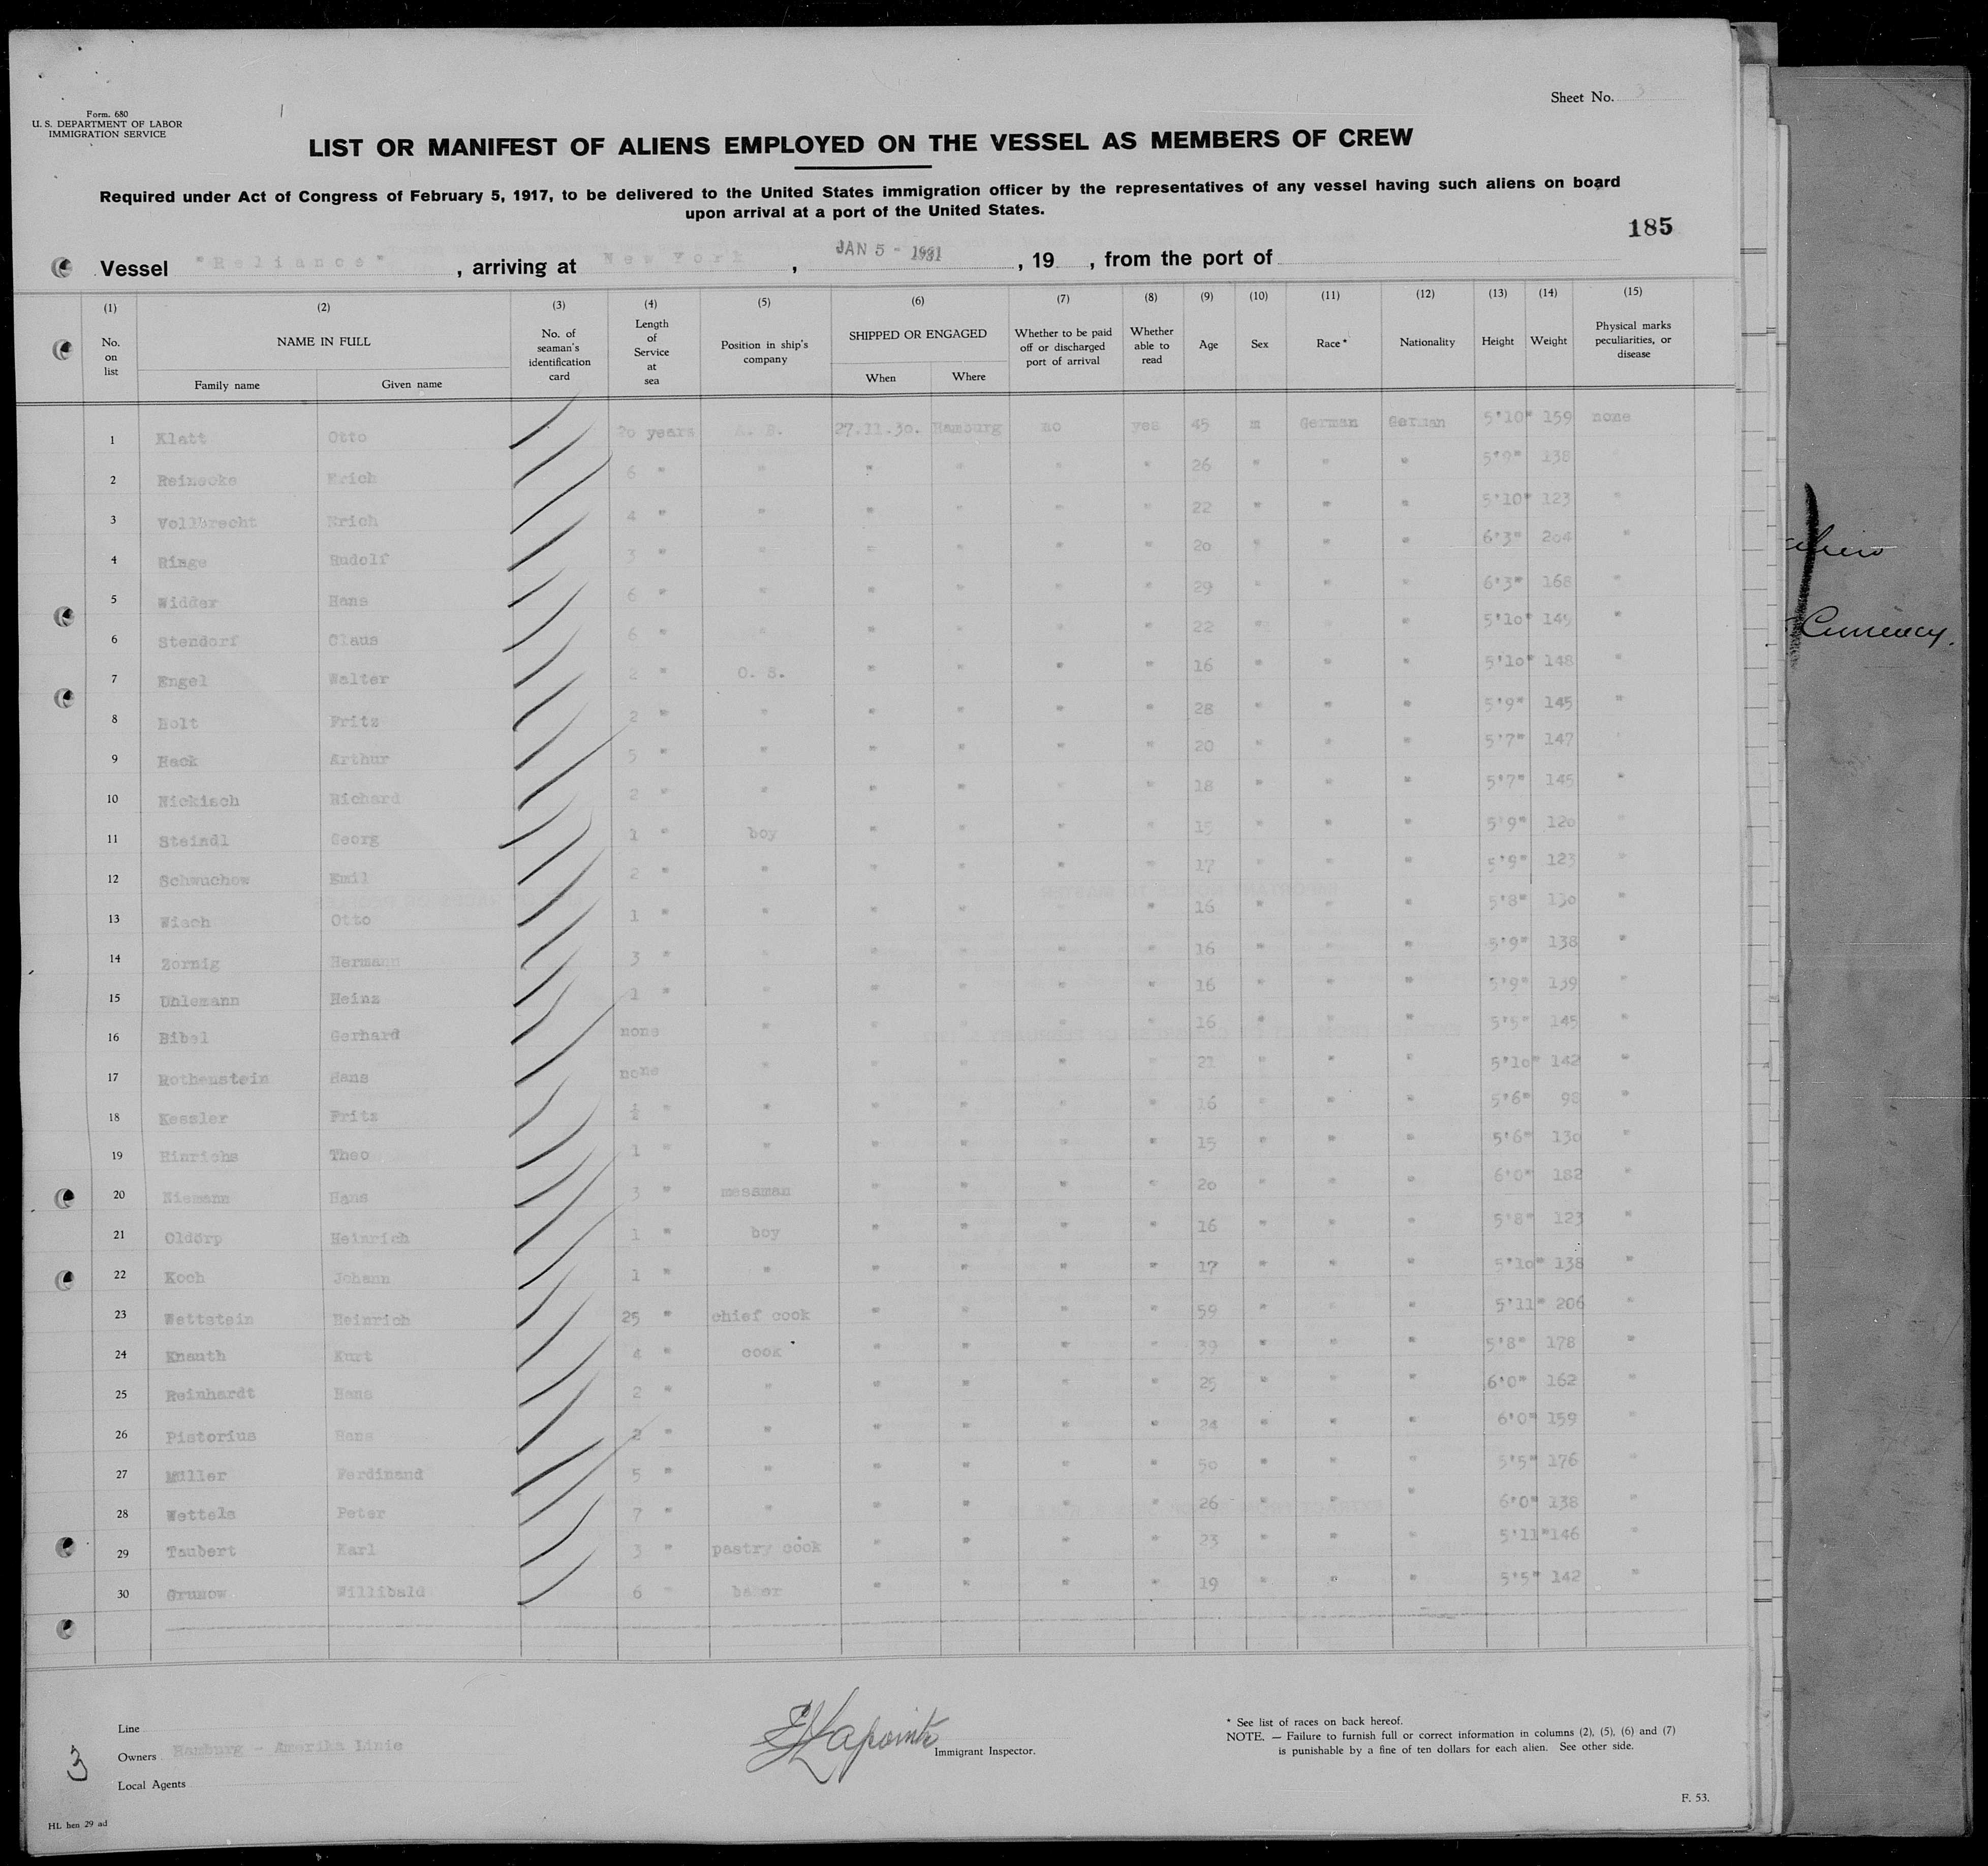 Form. 680
U. S. DEPARTMENT OF LABOR
IMMIGRATION SERVICE
Sheet No. 3
LIST OR MANIFEST OF ALIENS EMPLOYED ON THE VESSEL AS MEMBERS OF CREW
Required under Act of Congress of February 5, 1917, to be delivered to the United States immigration officer by the representatives of any vessel having such aliens on board
upon arrival at a port of the United States.
185
Vessel "Reliance", arriving at New York, JAN 5 - 1931, 19 , from the port of
(1) (2) (3) (4) (5) (6) (7) (8) (9) (10) (11) (12) (13) (14) (15)
No. on list NAME IN FULL No. of seaman's identification card Length of Service at sea Position in ship's company SHIPPED OR ENGAGED Whether to be paid off or discharged port of arrival Whether able to read Age Sex Race* Nationality Height Weight Physical marks peculiarities, or disease
Family name Given name When Where
1 Klatt Otto 20 years A. B. 27.11.30. Hamburg no yes 45 m German German 5'10" 159 none
2 Reinecke Erich 6 " " " " " " 26 " " " 5'9" 138 "
3 Vollbrecht Erich 4 " " " " " " 22 " " " 5'10" 123 "
4 Ringe Rudolf 3 " " " " " " 20 " " " 6'3" 204 "
5 Widder Hans 6 " " " " " " 29 " " " 6'3" 168 "
6 Stendorf Claus 6 " " " " " " 22 " " " 5'10" 145 "
7 Engel Walter 2 " O. S. " " " " 16 " " " 5'10" 148 "
8 Holt Fritz 2 " " " " " " 28 " " " 5'9" 145 "
9 Hack Arthur 5 " " " " " " 20 " " " 5'7" 147 "
10 Nickisch Richard 2 " " " " " " 18 " " " 5'7" 145 "
11 Steindl Georg 1 " boy " " " " 15 " " " 5'9" 120 "
12 Schwuchow Emil 2 " " " " " " 17 " " " 5'9" 123 "
13 Wisch Otto 1 " " " " " " 16 " " " 5'8" 130 "
14 Zornig Hermann 3 " " " " " " 16 " " " 5'9" 138 "
15 Uhlemann Heinz 1 " " " " " " 16 " " " 5'9" 139 "
16 Bibel Gerhard none " " " " " 16 " " " 5'5" 145 "
17 Rothenstein Hans none " " " " " 21 " " " 5'10" 142 "
18 Kessler Fritz ½ " " " " " " 16 " " " 5'6" 98 "
19 Hinrichs Theo 1 " " " " " " 15 " " " 5'6" 130 "
20 Niemann Hans 3 " messman " " " " 20 " " " 6'0" 182 "
21 Oldörp Heinrich 1 " boy " " " " 16 " " " 5'8" 123 "
22 Koch Johann 1 " " " " " " 17 " " " 5'10" 138 "
23 Wettstein Heinrich 25 " chief cook " " " " 59 " " " 5'11" 206 "
24 Knauth Kurt 4 " cook " " " " 39 " " " 5'8" 178 "
25 Reinhardt Hans 2 " " " " " " 25 " " " 6'0" 162 "
26 Pistorius Hans 2 " " " " " " 24 " " " 6'0" 159 "
27 Müller Ferdinand 5 " " " " " " 50 " " " 5'5" 176 "
28 Wettels Peter 7 " " " " " " 26 " " " 6'0" 138 "
29 Taubert Karl 3 " pastry cook " " " " 23 " " " 5'11" 146 "
30 Grusow Willibald 6 " baker " " " " 19 " " " 5'5" 142 "
Line
Owners Hamburg - Amerika Linie
Local Agents
3
E Lapointe
Immigrant Inspector.
* See list of races on back hereof.
NOTE. — Failure to furnish full or correct information in columns (2), (5), (6) and (7)
is punishable by a fine of ten dollars for each alien. See other side.
F. 53.
HL hen 29 ad
Currency.